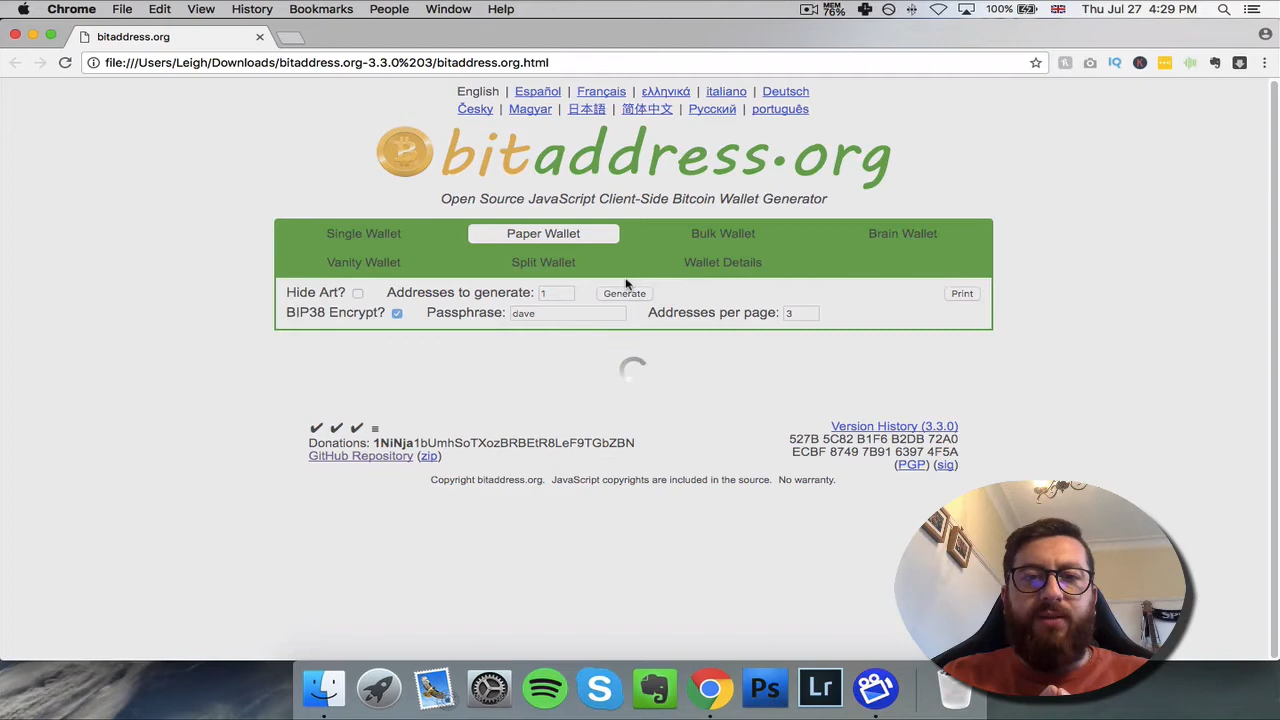 Chrome File Edit View History Bookmarks People Window Help MEM 76% 100% Thu Jul 27 4:29 PM
bitaddress.org
file:///Users/Leigh/Downloads/bitaddress.org-3.3.0%203/bitaddress.org.html
English | Español | Français | ελληνικά | italiano | Deutsch
Česky | Magyar | 日本語 | 简体中文 | Русский | português
bitaddress.org
Open Source JavaScript Client-Side Bitcoin Wallet Generator
Single Wallet Paper Wallet Bulk Wallet Brain Wallet
Vanity Wallet Split Wallet Wallet Details
Hide Art? Addresses to generate: 1 Generate Print
BIP38 Encrypt? Passphrase: dave Addresses per page: 3
Donations: 1NiNja1bUmhSoTXozBRBEtR8LeF9TGbZBN
GitHub Repository (zip)
Version History (3.3.0)
527B 5C82 B1F6 B2DB 72A0
ECBF 8749 7B91 6397 4F5A
(PGP) (sig)
Copyright bitaddress.org. JavaScript copyrights are included in the source. No warranty.
Ps Lr